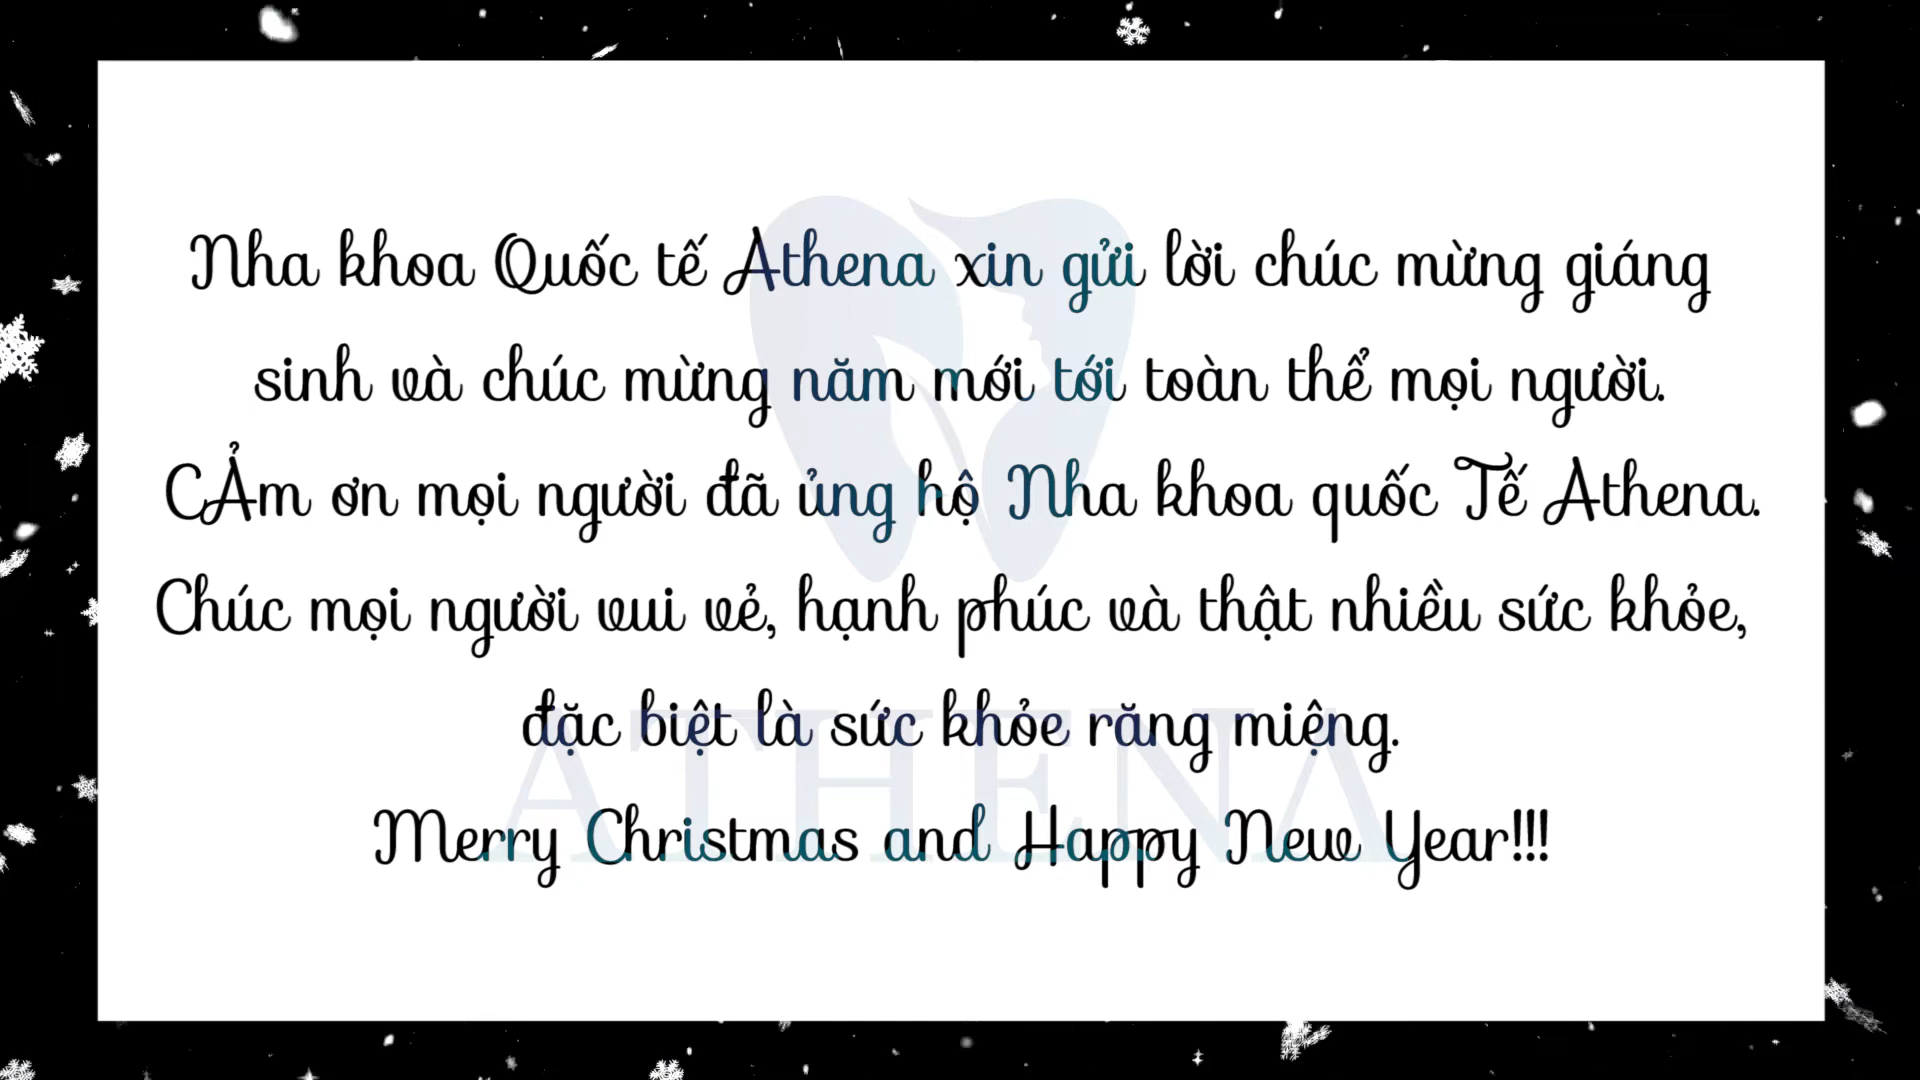 Nha khoa Quốc tế Athena xin gửi lời chúc mừng giáng
sinh và chúc mừng năm mới tới toàn thể mọi người.
CẢm ơn mọi người đã ủng hộ Nha khoa quốc Tế Athena.
Chúc mọi người vui vẻ, hạnh phúc và thật nhiều sức khỏe,
đặc biệt là sức khỏe răng miệng.
ATHENA
Merry Christmas and Happy New Year!!!